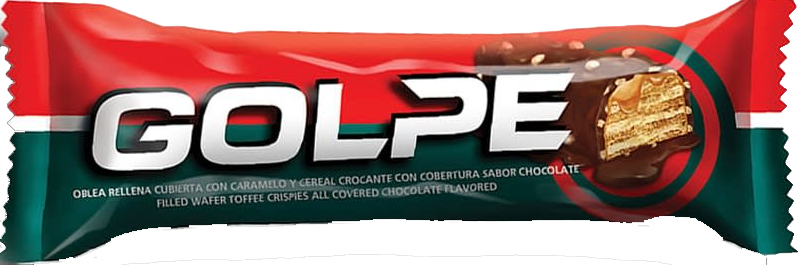 GOLPE
OBLEA RELLENA CUBIERTA CON CARAMELO Y CEREAL CROCANTE CON COBERTURA SABOR CHOCOLATE
FILLED WAFER TOFFEE CRISPIES ALL COVERED CHOCOLATE FLAVORED